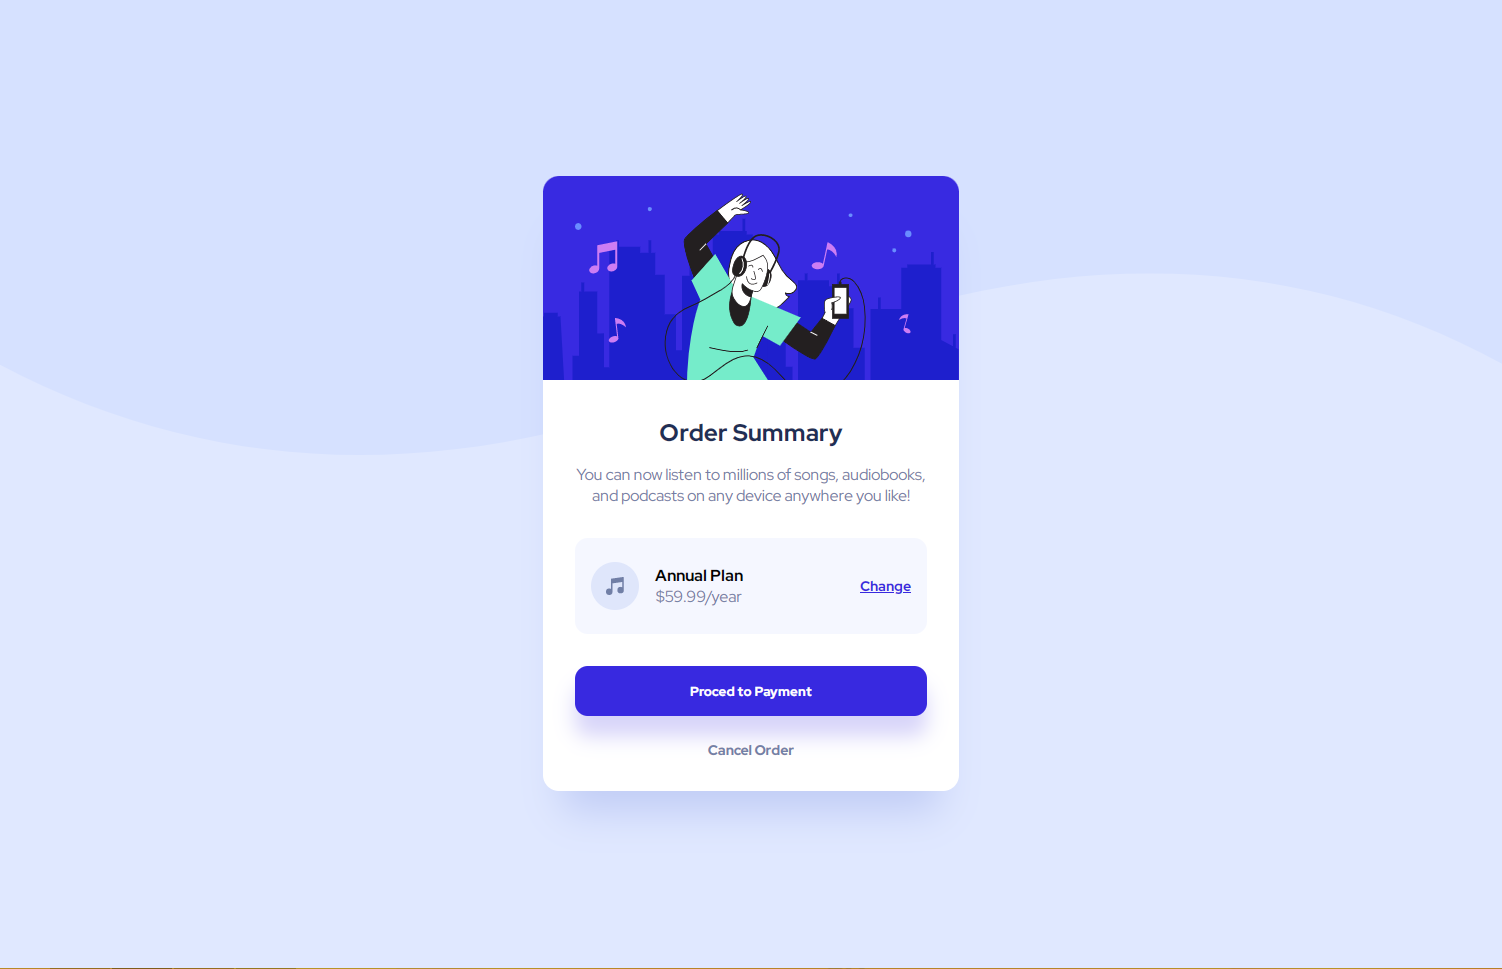 Order Summary
You can now listen to millions of songs, audiobooks,
and podcasts on any device anywhere you like!
Annual Plan
$59.99/year
Change
Proced to Payment
Cancel Order